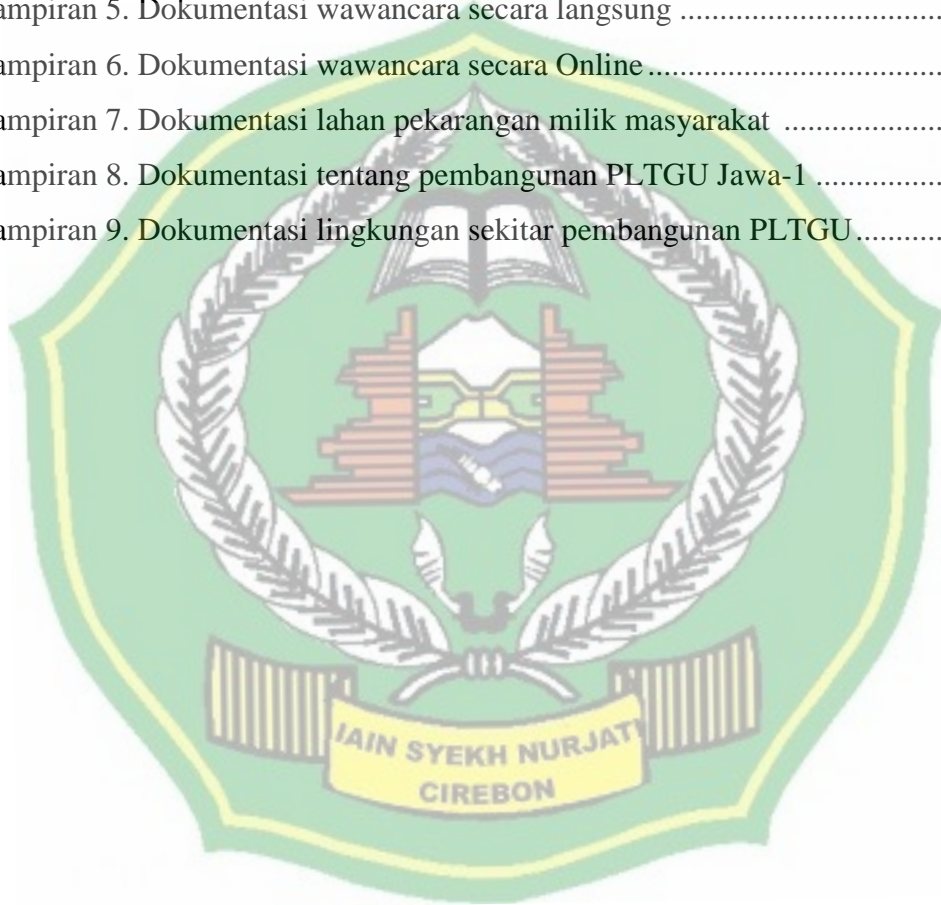 ampiran 5. Dokumentasi wawancara secara langsung ....................................
ampiran 6. Dokumentasi wawancara secara Online ........................................
ampiran 7. Dokumentasi lahan pekarangan milik masyarakat ......................
ampiran 8. Dokumentasi tentang pembangunan PLTGU Jawa-1 .................
ampiran 9. Dokumentasi lingkungan sekitar pembangunan PLTGU............
IAIN SYEKH NURJATI
CIREBON